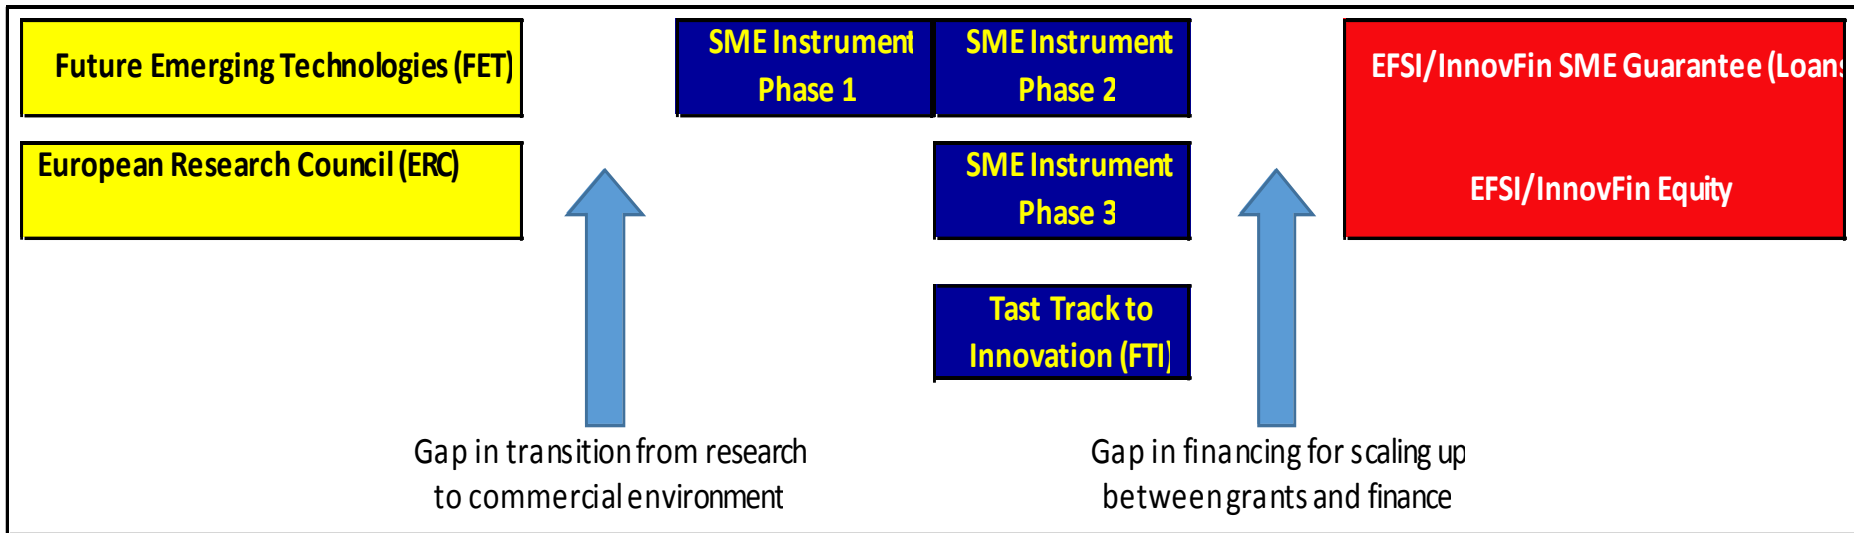 Future Emerging Technologies (FET)
European Research Council (ERC)
SME Instrument
Phase 1
SME Instrument
Phase 2
SME Instrument
Phase 3
Tast Track to
Innovation (FTI)
EFSI/InnovFin SME Guarantee (Loans
EFSI/InnovFin Equity
Gap in transition from research
to commercial environment
Gap in financing for scaling up
between grants and finance